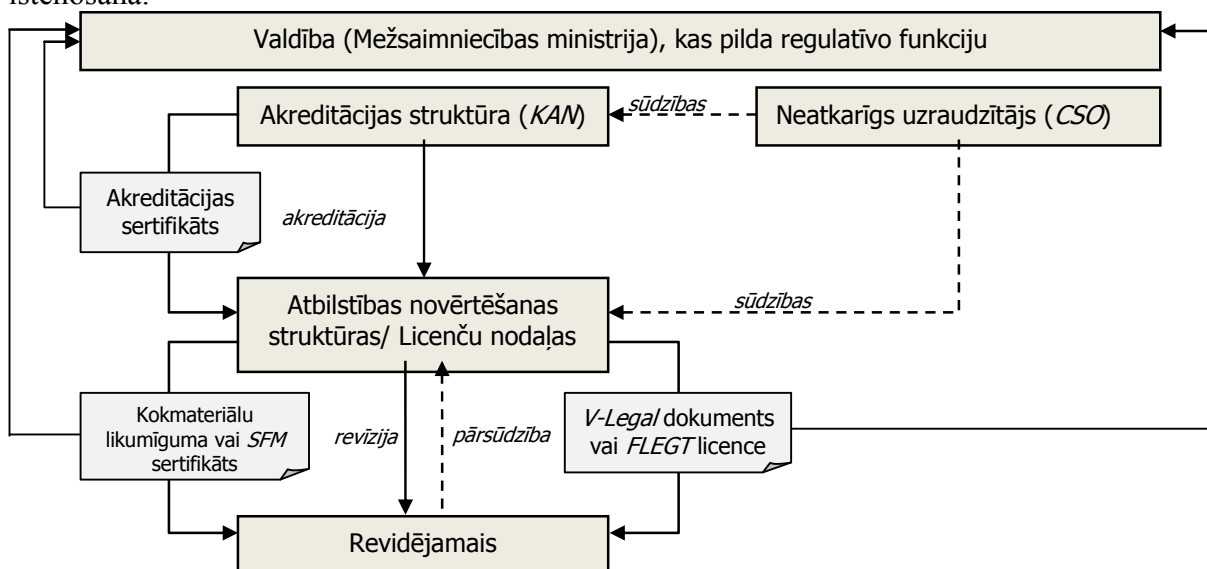 īstenošana.
Valdība (Mežsaimniecības ministrija), kas pilda regulatīvo funkciju
Akreditācijas struktūra (KAN)
sūdzības
Neatkarīgs uzraudzītājs (CSO)
Akreditācijas
sertifikāts
akreditācija
Atbilstības novērtēšanas
struktūras/ Licenču nodaļas
sūdzības
Kokmateriālu
likumīguma vai SFM
sertifikāts
revīzija
pārsūdzība
V-Legal dokuments
vai FLEGT licence
Revidējamais